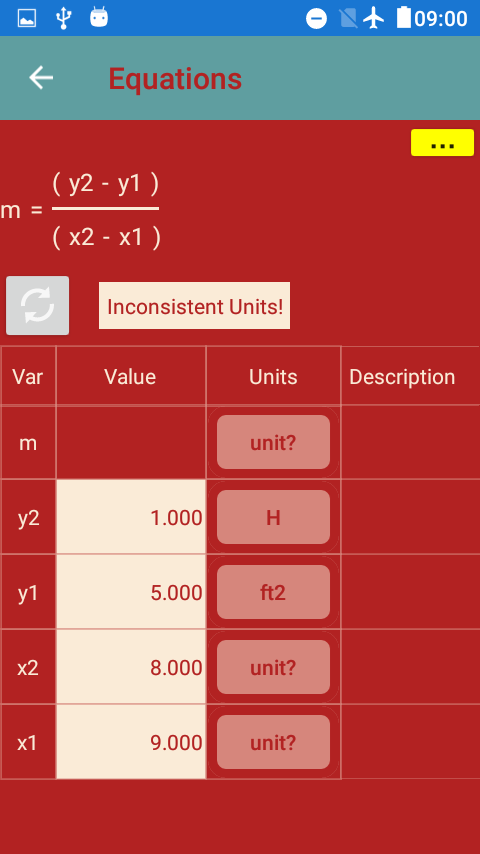 09:00
Equations
...
( y2 - y1 )
m =
( x2 - x1 )
Inconsistent Units!
Var Value Units Description
m unit?
y2 1.000 H
y1 5.000 ft2
x2 8.000 unit?
x1 9.000 unit?